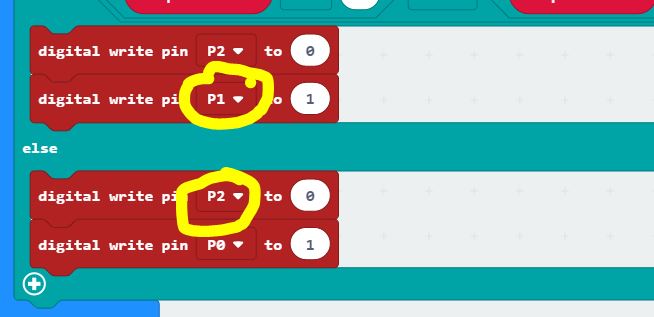 digital write pin P2 to 0
digital write pin P1 to 1
else
digital write pin P2 to 0
digital write pin P0 to 1